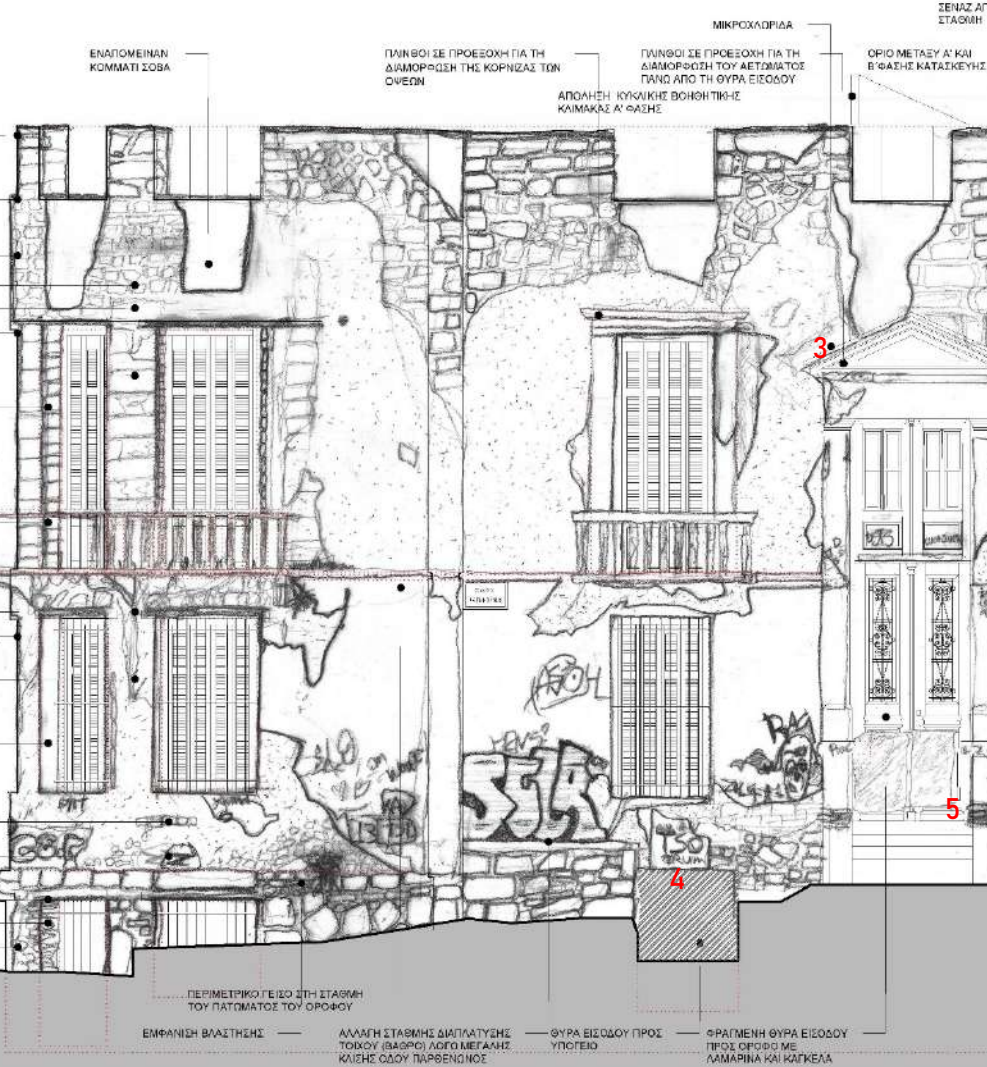 ΣΕΝΑΖ ΑΠ
ΣΤΑΘΜΗ
ΜΙΚΡΟΧΛΩΡΙΔΑ
ΕΝΑΠΟΜΕΙΝΑΝ
ΚΟΜΜΑΤΙ ΣΟΒΑ
ΠΛΙΝΘΟΙ ΣΕ ΠΡΟΕΞΟΧΗ ΓΙΑ ΤΗ
ΔΙΑΜΟΡΦΩΣΗ ΤΗΣ ΚΟΡΝΙΖΑΣ ΤΩΝ
ΟΨΕΩΝ
ΠΛΙΝΘΟΙ ΣΕ ΠΡΟΕΞΟΧΗ ΓΙΑ ΤΗ
ΔΙΑΜΟΡΦΩΣΗ ΤΟΥ ΑΕΤΩΜΑΤΟΣ
ΠΑΝΩ ΑΠΟ ΤΗ ΘΥΡΑ ΕΙΣΟΔΟΥ
ΟΡΙΟ ΜΕΤΑΞΥ Α' ΚΑΙ
Β'ΦΑΣΗΣ ΚΑΤΑΣΚΕΥΗΣ
ΑΠΟΛΗΞΗ ΚΥΚΛΙΚΗΣ ΒΟΗΘΗΤΙΚΗΣ
ΚΛΙΜΑΚΑΣ Α' ΦΑΣΗΣ
3
5
4
ΠΕΡΙΜΕΤΡΙΚΟ ΓΕΙΣΟ ΣΤΗ ΣΤΑΘΜΗ
ΤΟΥ ΠΑΤΩΜΑΤΟΣ ΤΟΥ ΟΡΟΦΟΥ
ΕΜΦΑΝΙΣΗ ΒΛΑΣΤΗΣΗΣ
ΑΛΛΑΓΗ ΣΤΑΘΜΗΣ ΔΙΑΠΛΑΤΥΣΗΣ
ΤΟΙΧΟΥ (ΒΑΘΡΟ) ΛΟΓΩ ΜΕΓΑΛΗΣ
ΚΛΙΣΗΣ ΟΔΟΥ ΠΑΡΘΕΝΩΝΟΣ
ΘΥΡΑ ΕΙΣΟΔΟΥ ΠΡΟΣ
ΥΠΟΓΕΙΟ
ΦΡΑΓΜΕΝΗ ΘΥΡΑ ΕΙΣΟΔΟΥ
ΠΡΟΣ ΟΡΟΦΟ ΜΕ
ΛΑΜΑΡΙΝΑ ΚΑΙ ΚΑΓΚΕΛΑ